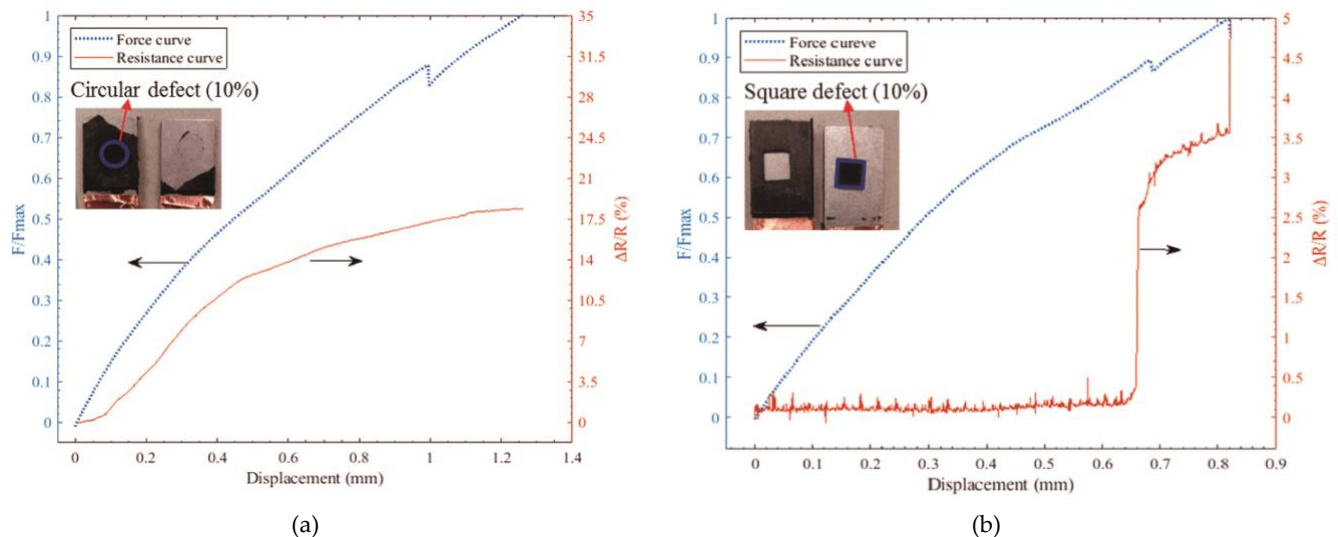 1
0.9
0.8
0.7
0.6
0.5
0.4
0.3
0.2
0.1
0
F/Fmax
Force curve
Resistance curve
Circular defect (10%)
35
31.5
28
24.5
21
17.5
14
10.5
7
3.5
0
ΔR/R (%)
0 0.2 0.4 0.6 0.8 1 1.2 1.4
Displacement (mm)
(a)
1
0.9
0.8
0.7
0.6
0.5
0.4
0.3
0.2
0.1
0
F/Fmax
Force cureve
Resistance curve
Square defect (10%)
5
4.5
4
3.5
3
2.5
2
1.5
1
0.5
0
ΔR/R (%)
0 0.1 0.2 0.3 0.4 0.5 0.6 0.7 0.8 0.9
Displacement (mm)
(b)